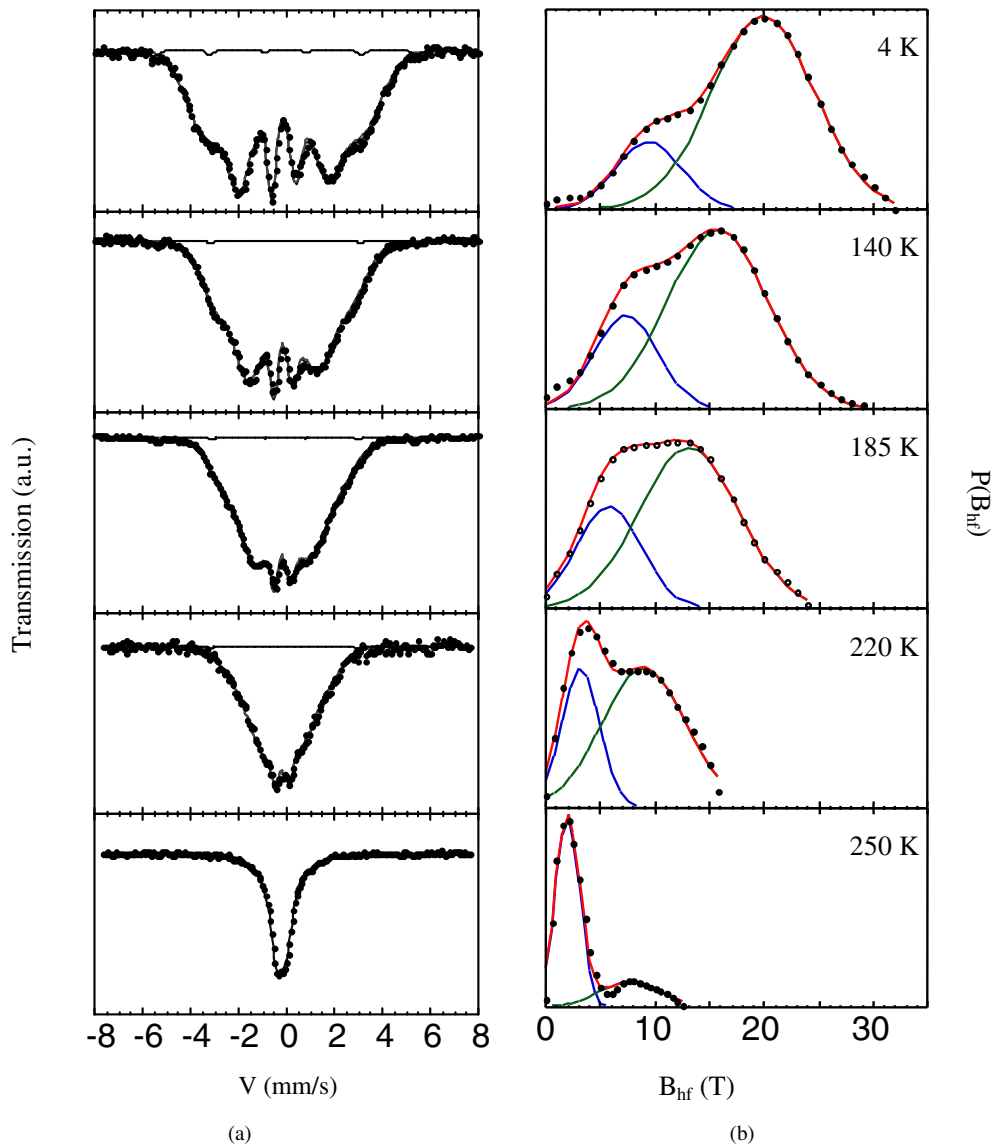 Transmission (a.u.)
-8 -6 -4 -2 0 2 4 6 8
V (mm/s)
(a)
4 K
140 K
185 K
220 K
250 K
P(B_hf)
0 10 20 30
B_hf (T)
(b)